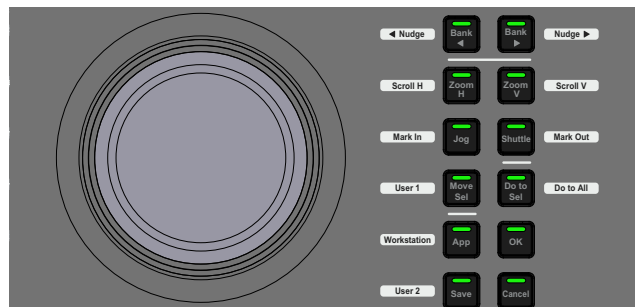 ◀ Nudge Bank ◀ Bank ▶ Nudge ▶
Scroll H Zoom H Zoom V Scroll V
Mark In Jog Shuttle Mark Out
User 1 Move Sel Do to Sel Do to All
Workstation App OK
User 2 Save Cancel